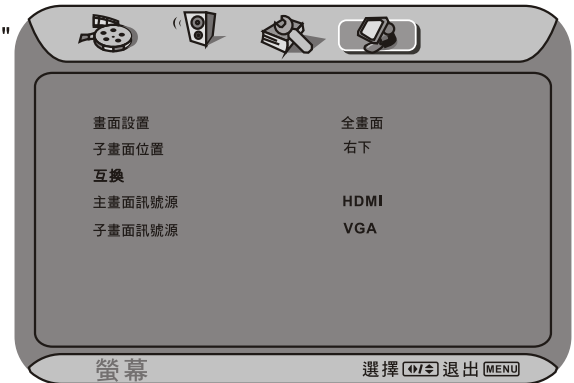 "
畫面設置 全畫面
子畫面位置 右下
互換
主畫面訊號源 HDMI
子畫面訊號源 VGA
螢幕 選擇 退出 MENU